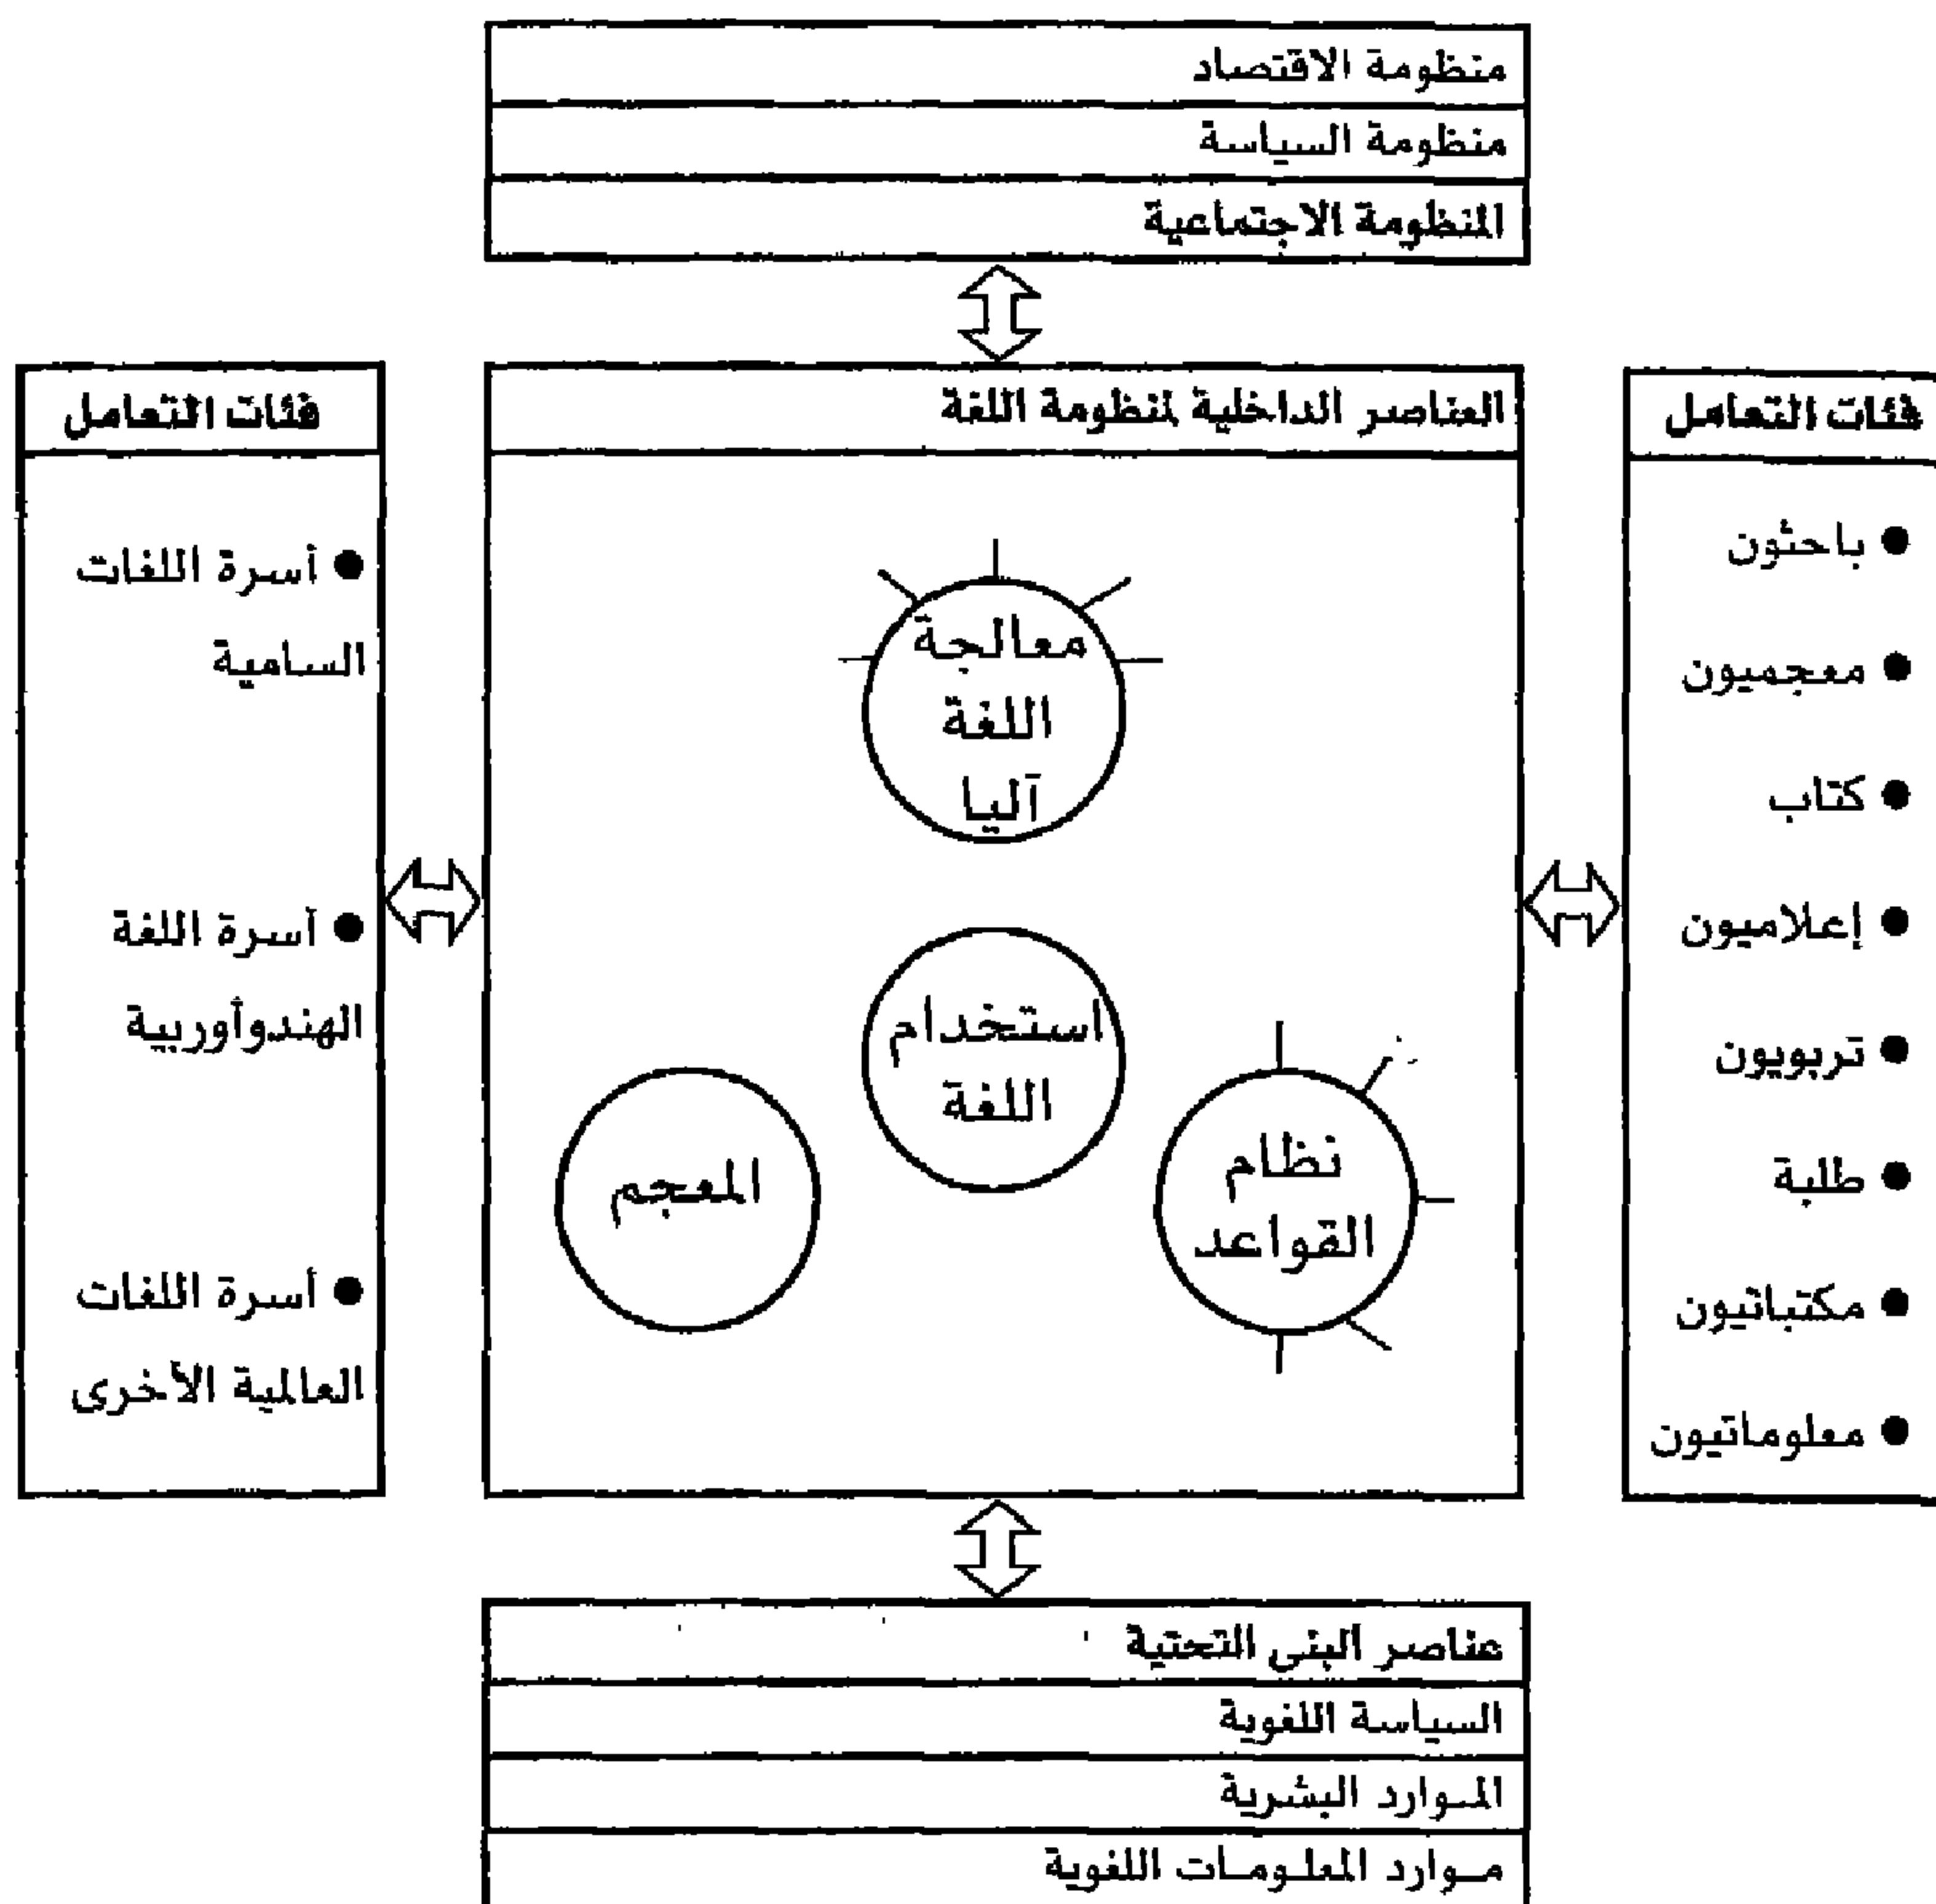 منظومة الاقتصاد
منظومة السياسة
المنظومة الاجتماعية
فئات التعامل
● باحثون
● معجميون
● كتاب
● إعلاميون
● تربويون
● طلبة
● مكتباتيون
● معلوماتيون
العناصر الداخلية لمنظومة اللغة
معالجة
اللغة
آليا
استخدام
اللغة
نظام
القواعد
المعجم
فئات التعامل
● أسرة اللغات
السامية
● أسرة اللغة
الهندوأوربية
● أسرة اللغات
العالمية الأخرى
عناصر البنى التحتية
السياسة اللغوية
الموارد البشرية
موارد المعلومات اللغوية